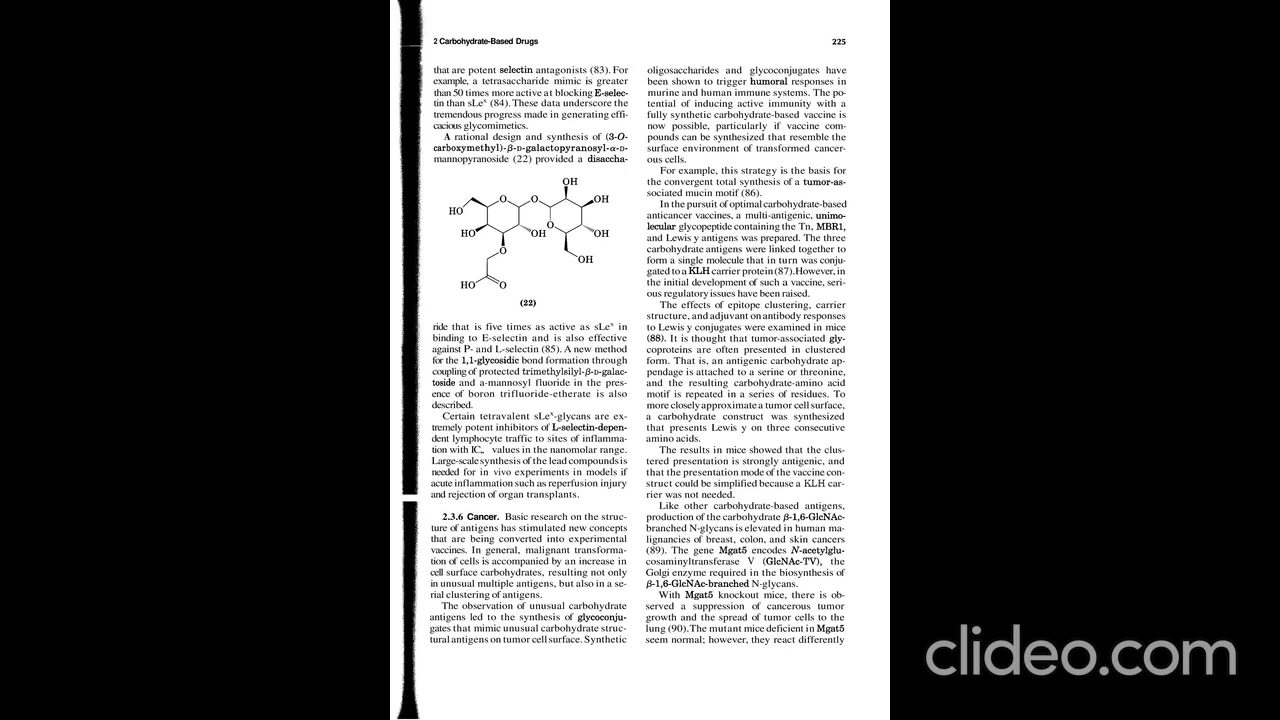 2 Carbohydrate-Based Drugs
225
that are potent selectin antagonists (83). For
example, a tetrasaccharide mimic is greater
than 50 times more active at blocking E-selec-
tin than sLeˣ (84). These data underscore the
tremendous progress made in generating effi-
cacious glycomimetics.
A rational design and synthesis of (3-O-
carboxymethyl)-β-D-galactopyranosyl-α-D-
mannopyranoside (22) provided a disaccha-
OH
HO
O
O
OH
HO
OH
O
OH
O
OH
HO
O
(22)
ride that is five times as active as sLeˣ in
binding to E-selectin and is also effective
against P- and L-selectin (85). A new method
for the 1,1-glycosidic bond formation through
coupling of protected trimethylsilyl-β-D-galac-
toside and a-mannosyl fluoride in the pres-
ence of boron trifluoride-etherate is also
described.
Certain tetravalent sLeˣ-glycans are ex-
tremely potent inhibitors of L-selectin-depen-
dent lymphocyte traffic to sites of inflamma-
tion with IC values in the nanomolar range.
Large-scale synthesis of the lead compounds is
needed for in vivo experiments in models if
acute inflammation such as reperfusion injury
and rejection of organ transplants.
2.3.6 Cancer. Basic research on the struc-
ture of antigens has stimulated new concepts
that are being converted into experimental
vaccines. In general, malignant transforma-
tion of cells is accompanied by an increase in
cell surface carbohydrates, resulting not only
in unusual multiple antigens, but also in a se-
rial clustering of antigens.
The observation of unusual carbohydrate
antigens led to the synthesis of glycoconju-
gates that mimic unusual carbohydrate struc-
tural antigens on tumor cell surface. Synthetic
oligosaccharides and glycoconjugates have
been shown to trigger humoral responses in
murine and human immune systems. The po-
tential of inducing active immunity with a
fully synthetic carbohydrate-based vaccine is
now possible, particularly if vaccine com-
pounds can be synthesized that resemble the
surface environment of transformed cancer-
ous cells.
For example, this strategy is the basis for
the convergent total synthesis of a tumor-as-
sociated mucin motif (86).
In the pursuit of optimal carbohydrate-based
anticancer vaccines, a multi-antigenic, unimo-
lecular glycopeptide containing the Tn, MBR1,
and Lewis y antigens was prepared. The three
carbohydrate antigens were linked together to
form a single molecule that in turn was conju-
gated to a KLH carrier protein (87). However, in
the initial development of such a vaccine, seri-
ous regulatory issues have been raised.
The effects of epitope clustering, carrier
structure, and adjuvant on antibody responses
to Lewis y conjugates were examined in mice
(88). It is thought that tumor-associated gly-
coproteins are often presented in clustered
form. That is, an antigenic carbohydrate ap-
pendage is attached to a serine or threonine,
and the resulting carbohydrate-amino acid
motif is repeated in a series of residues. To
more closely approximate a tumor cell surface,
a carbohydrate construct was synthesized
that presents Lewis y on three consecutive
amino acids.
The results in mice showed that the clus-
tered presentation is strongly antigenic, and
that the presentation mode of the vaccine con-
struct could be simplified because a KLH car-
rier was not needed.
Like other carbohydrate-based antigens,
production of the carbohydrate β-1,6-GlcNAc-
branched N-glycans is elevated in human ma-
lignancies of breast, colon, and skin cancers
(89). The gene Mgat5 encodes N-acetylglu-
cosaminyltransferase V (GlcNAc-TV), the
Golgi enzyme required in the biosynthesis of
β-1,6-GlcNAc-branched N-glycans.
With Mgat5 knockout mice, there is ob-
served a suppression of cancerous tumor
growth and the spread of tumor cells to the
lung (90). The mutant mice deficient in Mgat5
seem normal; however, they react differently
clideo.com